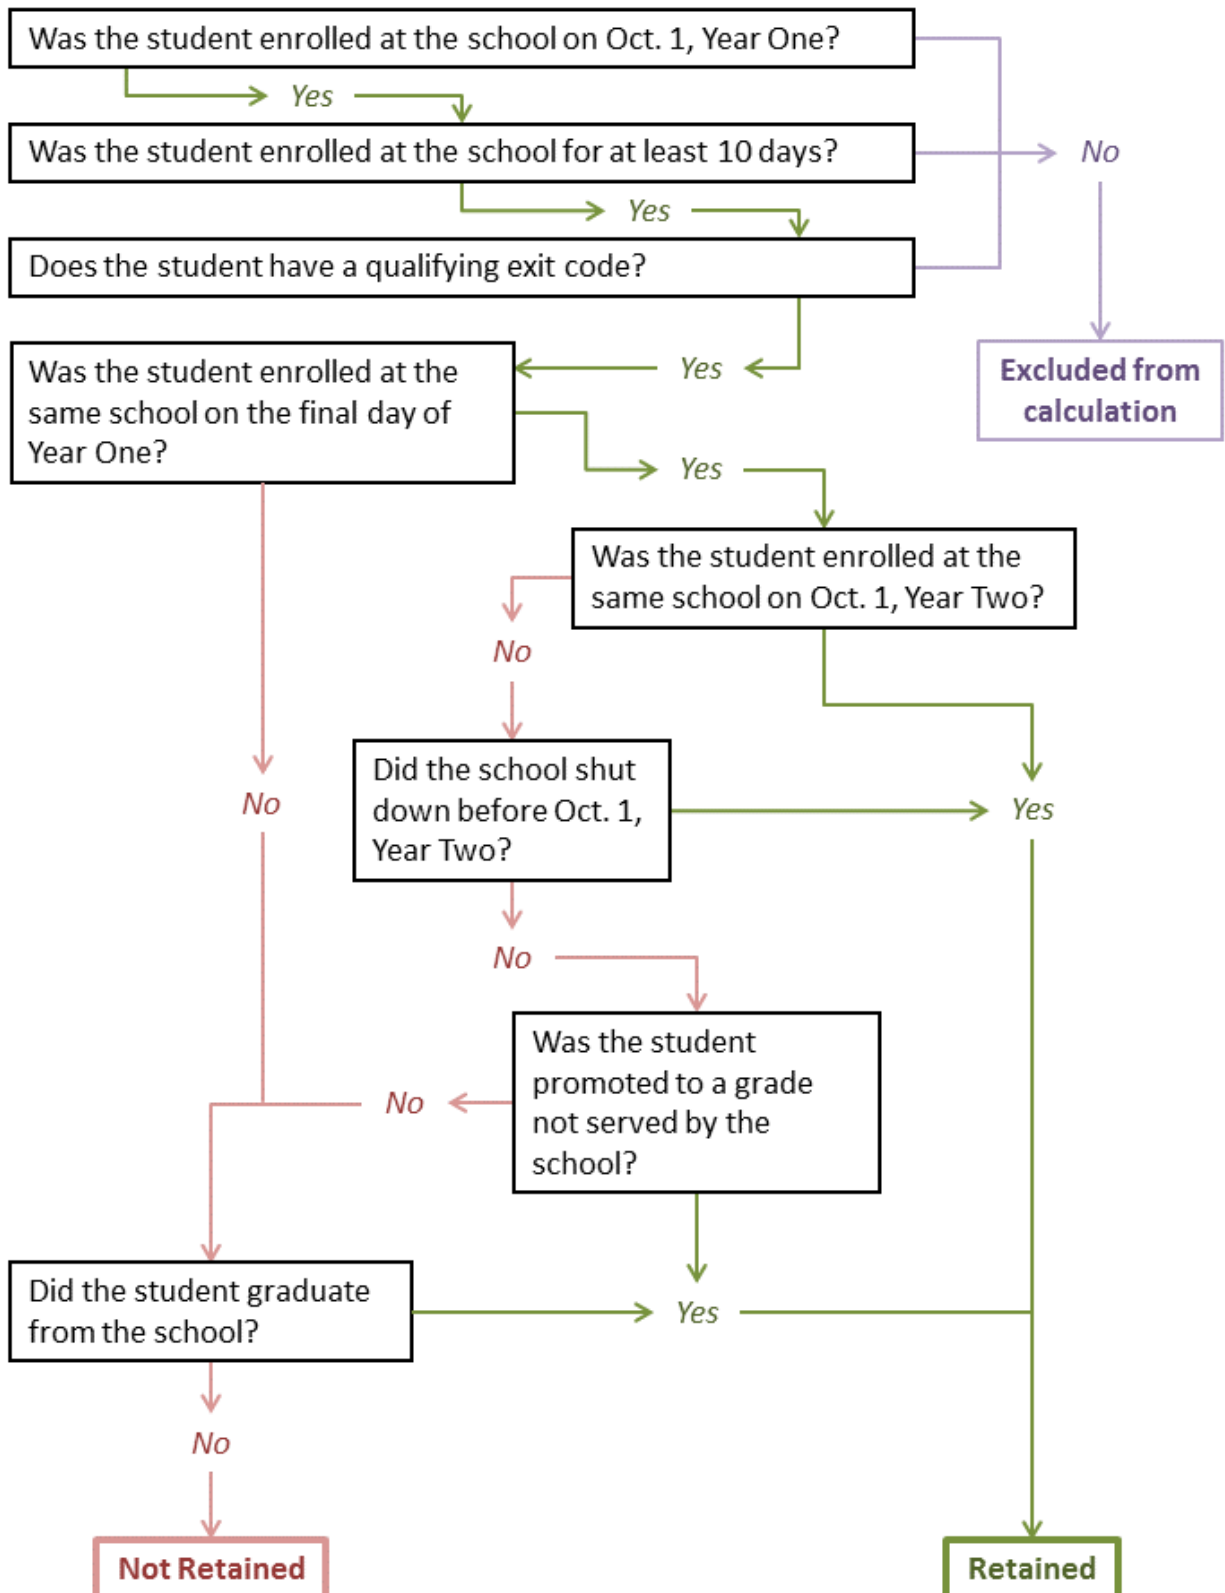 Was the student enrolled at the school on Oct. 1, Year One?
Yes
Was the student enrolled at the school for at least 10 days?
No
Yes
Does the student have a qualifying exit code?
Was the student enrolled at the
same school on the final day of
Year One?
Yes
Excluded from
calculation
Yes
Was the student enrolled at the
same school on Oct. 1, Year Two?
No
Did the school shut
down before Oct. 1,
Year Two?
No
Yes
No
Was the student
promoted to a grade
not served by the
school?
No
Did the student graduate
from the school?
Yes
No
Not Retained
Retained